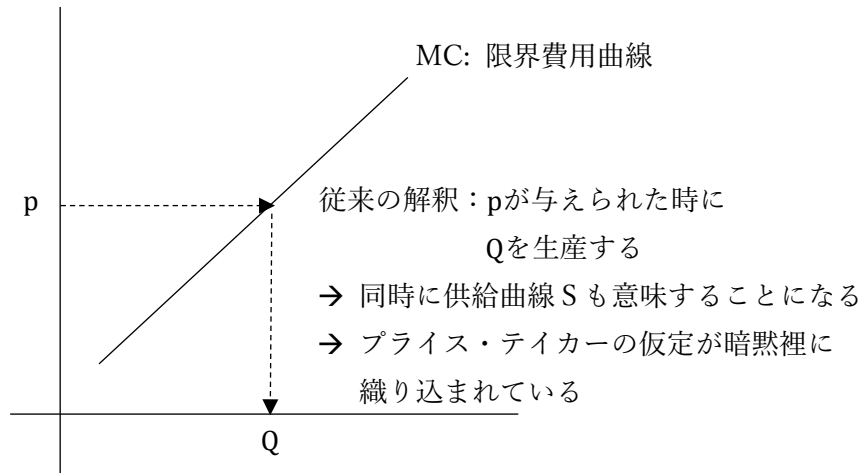 MC: 限界費用曲線
p
従来の解釈：pが与えられた時に
Qを生産する
→ 同時に供給曲線 S も意味することになる
→ プライス・テイカーの仮定が暗黙裡に
織り込まれている
Q